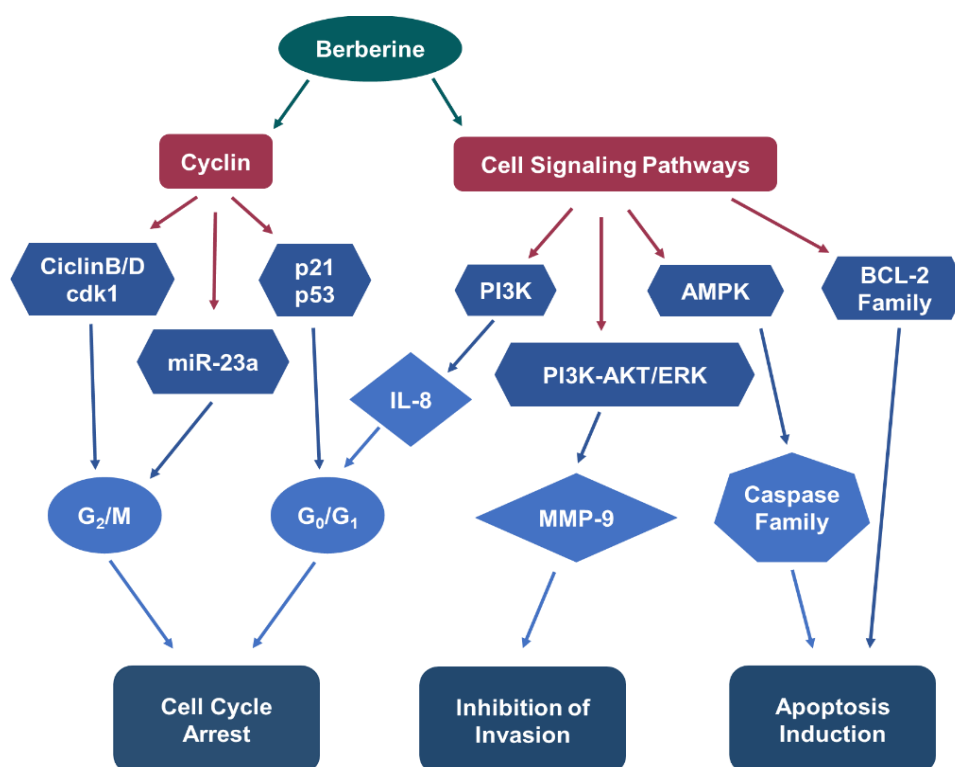 Berberine
Cyclin
Cell Signaling Pathways
CiclinB/D
cdk1
p21
p53
PI3K
AMPK
BCL-2
Family
miR-23a
PI3K-AKT/ERK
IL-8
G₂/M
G₀/G₁
MMP-9
Caspase
Family
Cell Cycle
Arrest
Inhibition of
Invasion
Apoptosis
Induction